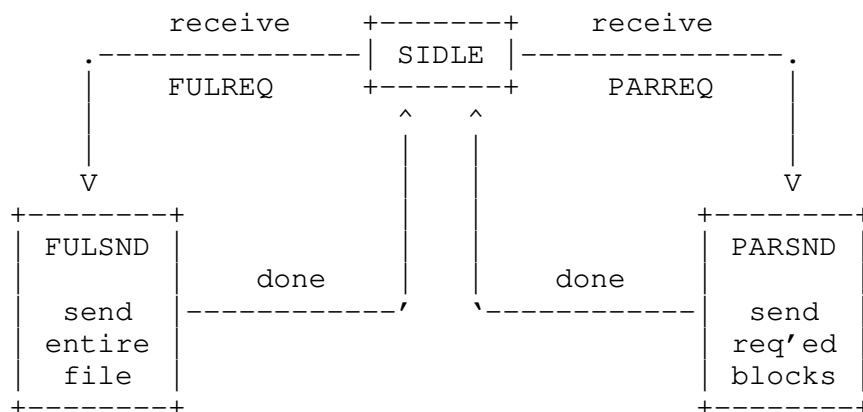 receive receive
SIDLE
FULREQ PARREQ
V V
FULSND PARSND
done done
send send
entire req'ed
file blocks